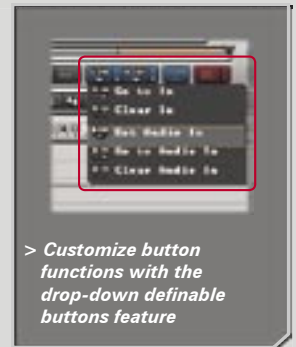 Go to In
Clear In
Set Audio In
Go to Audio In
Clear Audio In
> Customize button
functions with the
drop-down definable
buttons feature